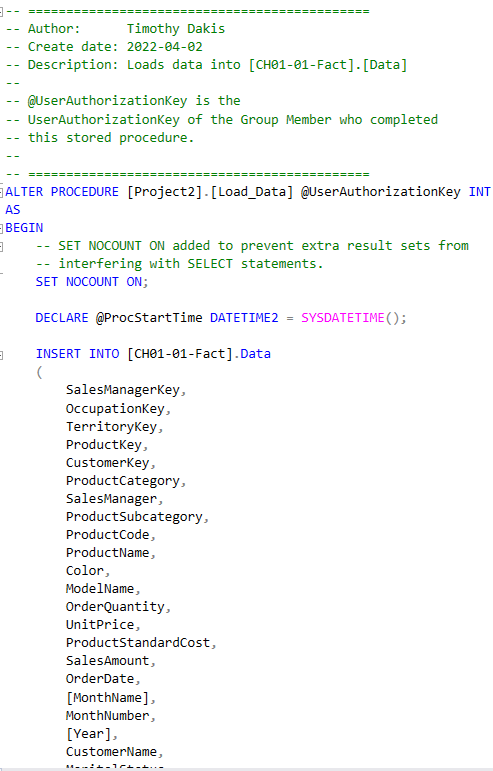 -- ============================================
-- Author:      Timothy Dakis
-- Create date: 2022-04-02
-- Description: Loads data into [CH01-01-Fact].[Data]
--
-- @UserAuthorizationKey is the
-- UserAuthorizationKey of the Group Member who completed
-- this stored procedure.
--
-- ============================================
ALTER PROCEDURE [Project2].[Load_Data] @UserAuthorizationKey INT
AS
BEGIN
    -- SET NOCOUNT ON added to prevent extra result sets from
    -- interfering with SELECT statements.
    SET NOCOUNT ON;

    DECLARE @ProcStartTime DATETIME2 = SYSDATETIME();

    INSERT INTO [CH01-01-Fact].Data
    (
        SalesManagerKey,
        OccupationKey,
        TerritoryKey,
        ProductKey,
        CustomerKey,
        ProductCategory,
        SalesManager,
        ProductSubcategory,
        ProductCode,
        ProductName,
        Color,
        ModelName,
        OrderQuantity,
        UnitPrice,
        ProductStandardCost,
        SalesAmount,
        OrderDate,
        [MonthName],
        MonthNumber,
        [Year],
        CustomerName,